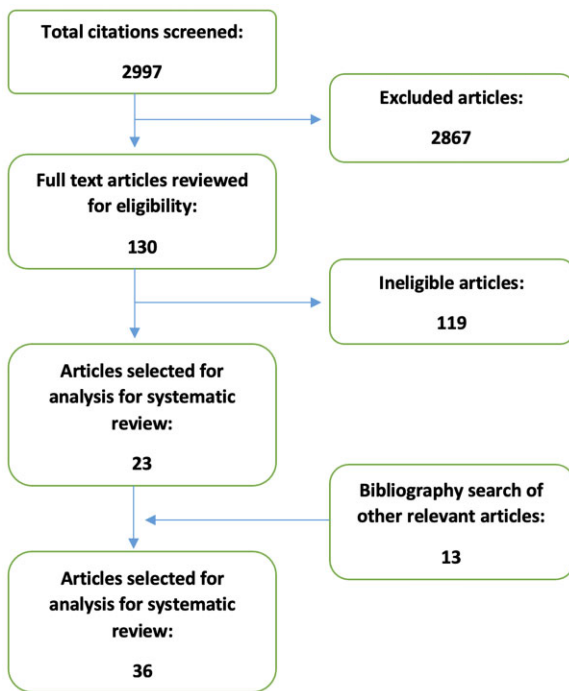 Total citations screened:
2997
Excluded articles:
2867
Full text articles reviewed
for eligibility:
130
Ineligible articles:
119
Articles selected for
analysis for systematic
review:
23
Bibliography search of
other relevant articles:
13
Articles selected for
analysis for systematic
review:
36